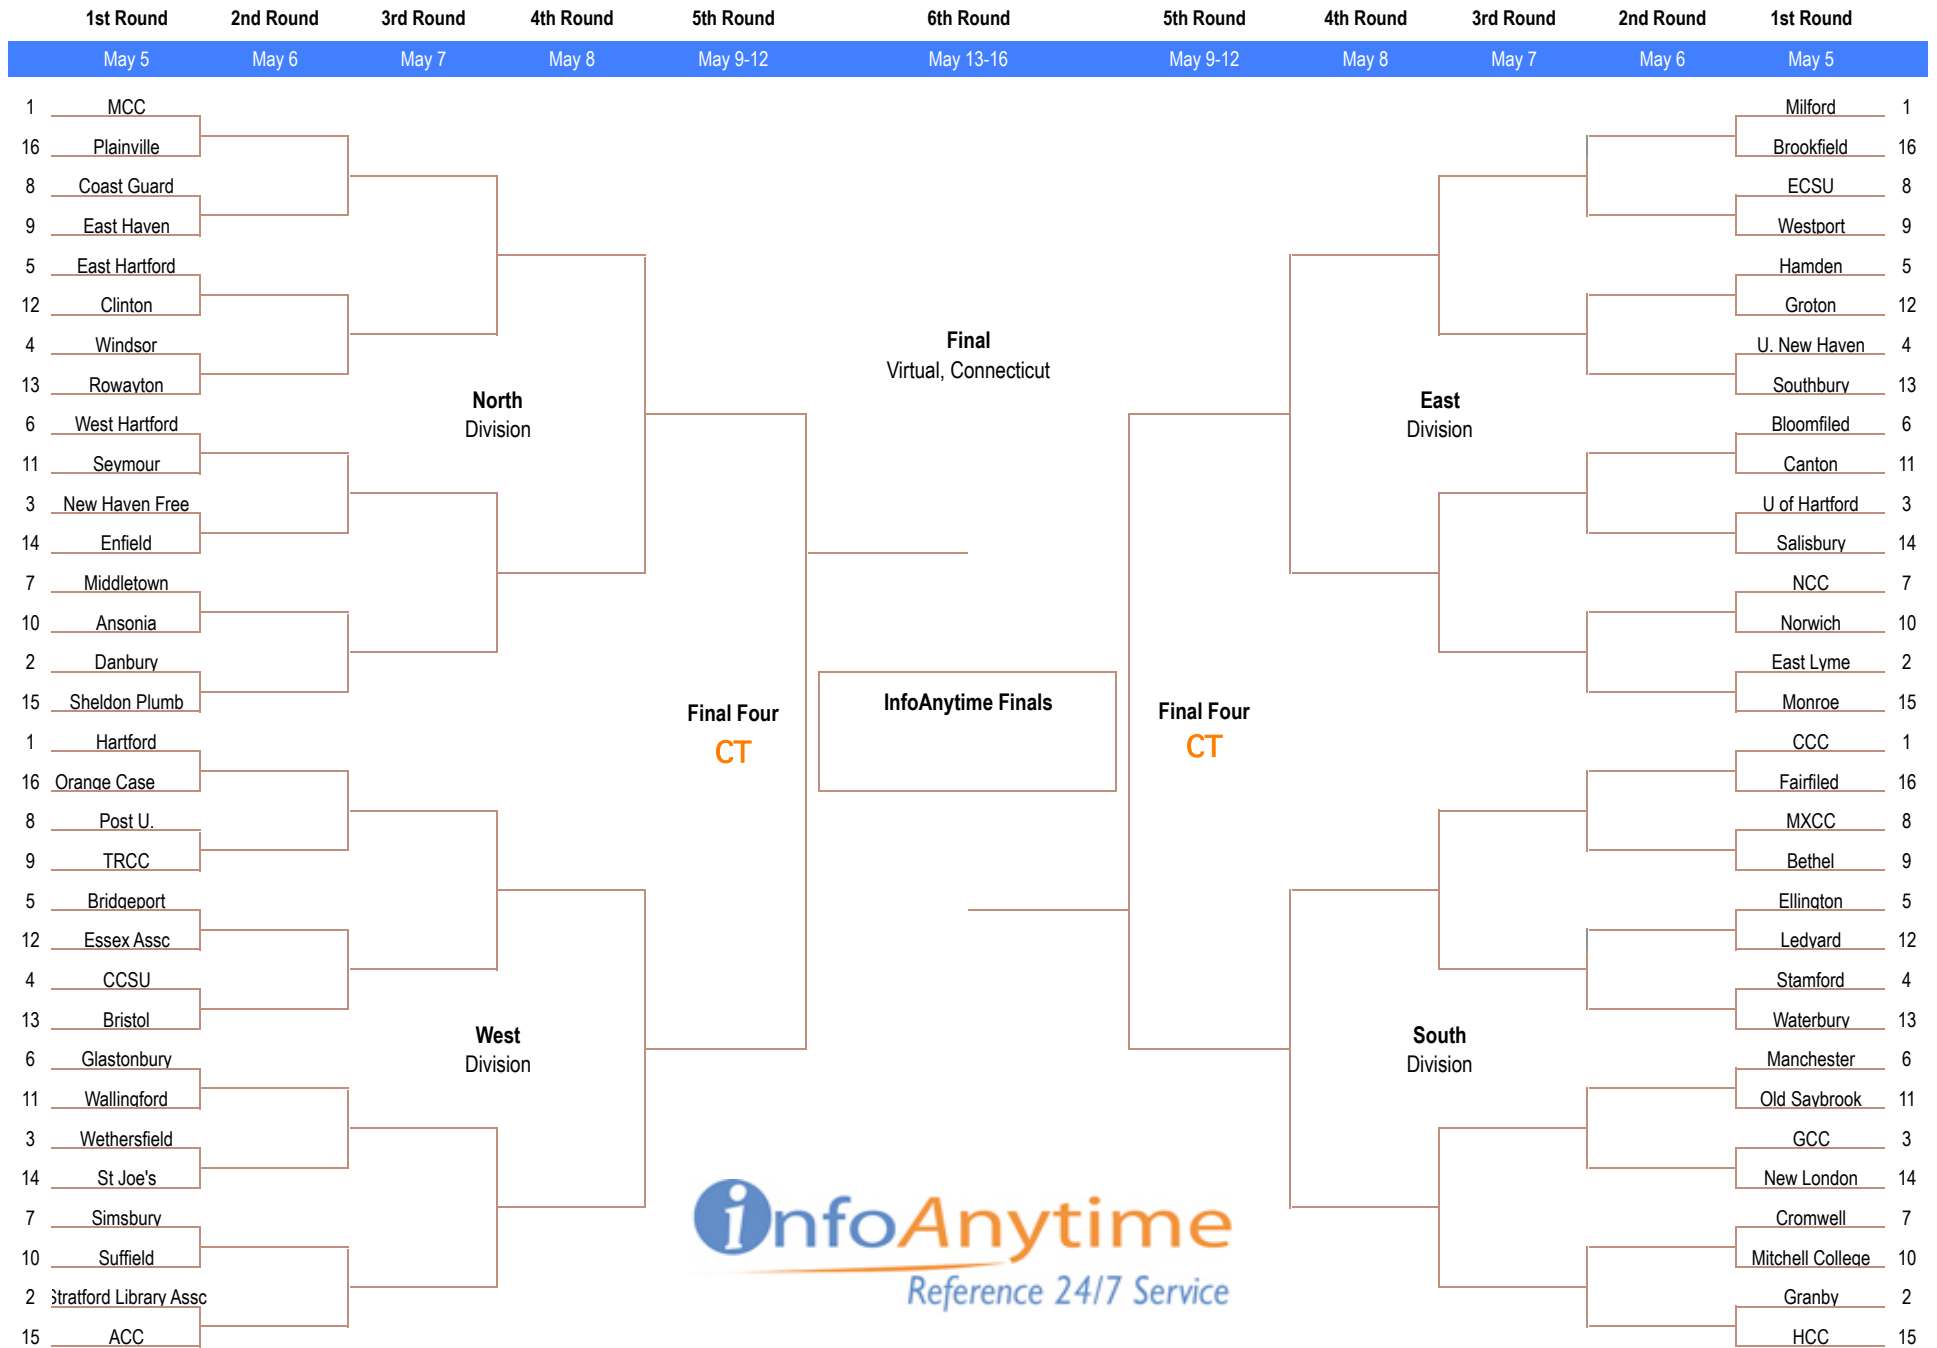 1st Round 2nd Round 3rd Round 4th Round 5th Round 6th Round 5th Round 4th Round 3rd Round 2nd Round 1st Round
May 5 May 6 May 7 May 8 May 9-12 May 13-16 May 9-12 May 8 May 7 May 6 May 5
1 MCC Milford 1
16 Plainville Brookfield 16
8 Coast Guard ECSU 8
9 East Haven Westport 9
5 East Hartford Hamden 5
12 Clinton Groton 12
Final
4 Windsor U. New Haven 4
Virtual, Connecticut
13 Rowayton Southbury 13
North East
6 West Hartford Bloomfiled 6
Division Division
11 Seymour Canton 11
3 New Haven Free U of Hartford 3
14 Enfield Salisbury 14
7 Middletown NCC 7
10 Ansonia Norwich 10
2 Danbury East Lyme 2
15 Sheldon Plumb Monroe 15
Final Four InfoAnytime Finals Final Four
1 Hartford CCC 1
CT CT
16 Orange Case Fairfiled 16
8 Post U. MXCC 8
9 TRCC Bethel 9
5 Bridgeport Ellington 5
12 Essex Assc Ledyard 12
4 CCSU Stamford 4
13 Bristol Waterbury 13
West South
6 Glastonbury Manchester 6
Division Division
11 Wallingford Old Saybrook 11
3 Wethersfield GCC 3
14 St Joe's New London 14
7 Simsbury Cromwell 7
infoAnytime
10 Suffield Mitchell College 10
Reference 24/7 Service
2 Stratford Library Assc Granby 2
15 ACC HCC 15